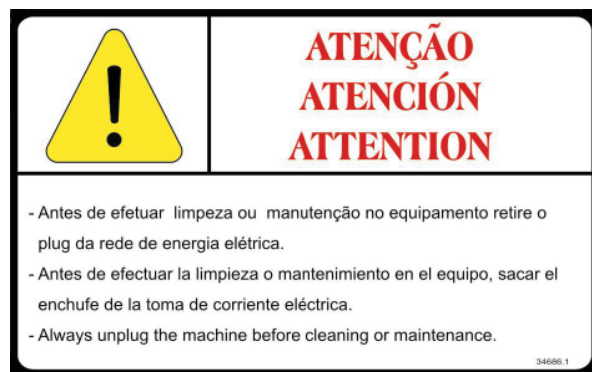 ATENÇÃO
ATENCIÓN
ATTENTION
- Antes de efetuar limpeza ou manutenção no equipamento retire o
plug da rede de energia elétrica.
- Antes de efectuar la limpieza o mantenimiento en el equipo, sacar el
enchufe de la toma de corriente eléctrica.
- Always unplug the machine before cleaning or maintenance.
34686.1